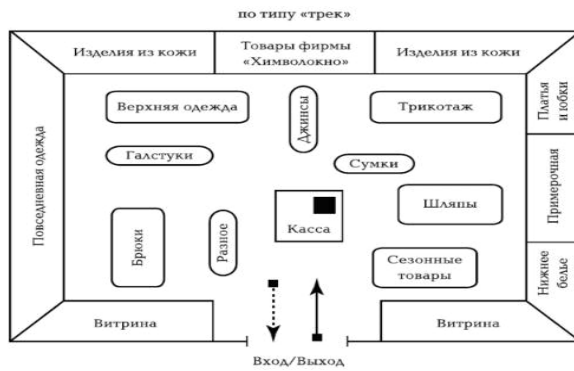 по типу «трек»
Изделия из кожи
Товары фирмы
«Химволокно»
Изделия из кожи
Повседневная одежда
Верхняя одежда
Джинсы
Трикотаж
Платья
и юбки
Галстуки
Сумки
Примерочная
Шляпы
Брюки
Разное
Касса
Сезонные
товары
Нижнее
белье
Витрина
Витрина
Вход/Выход